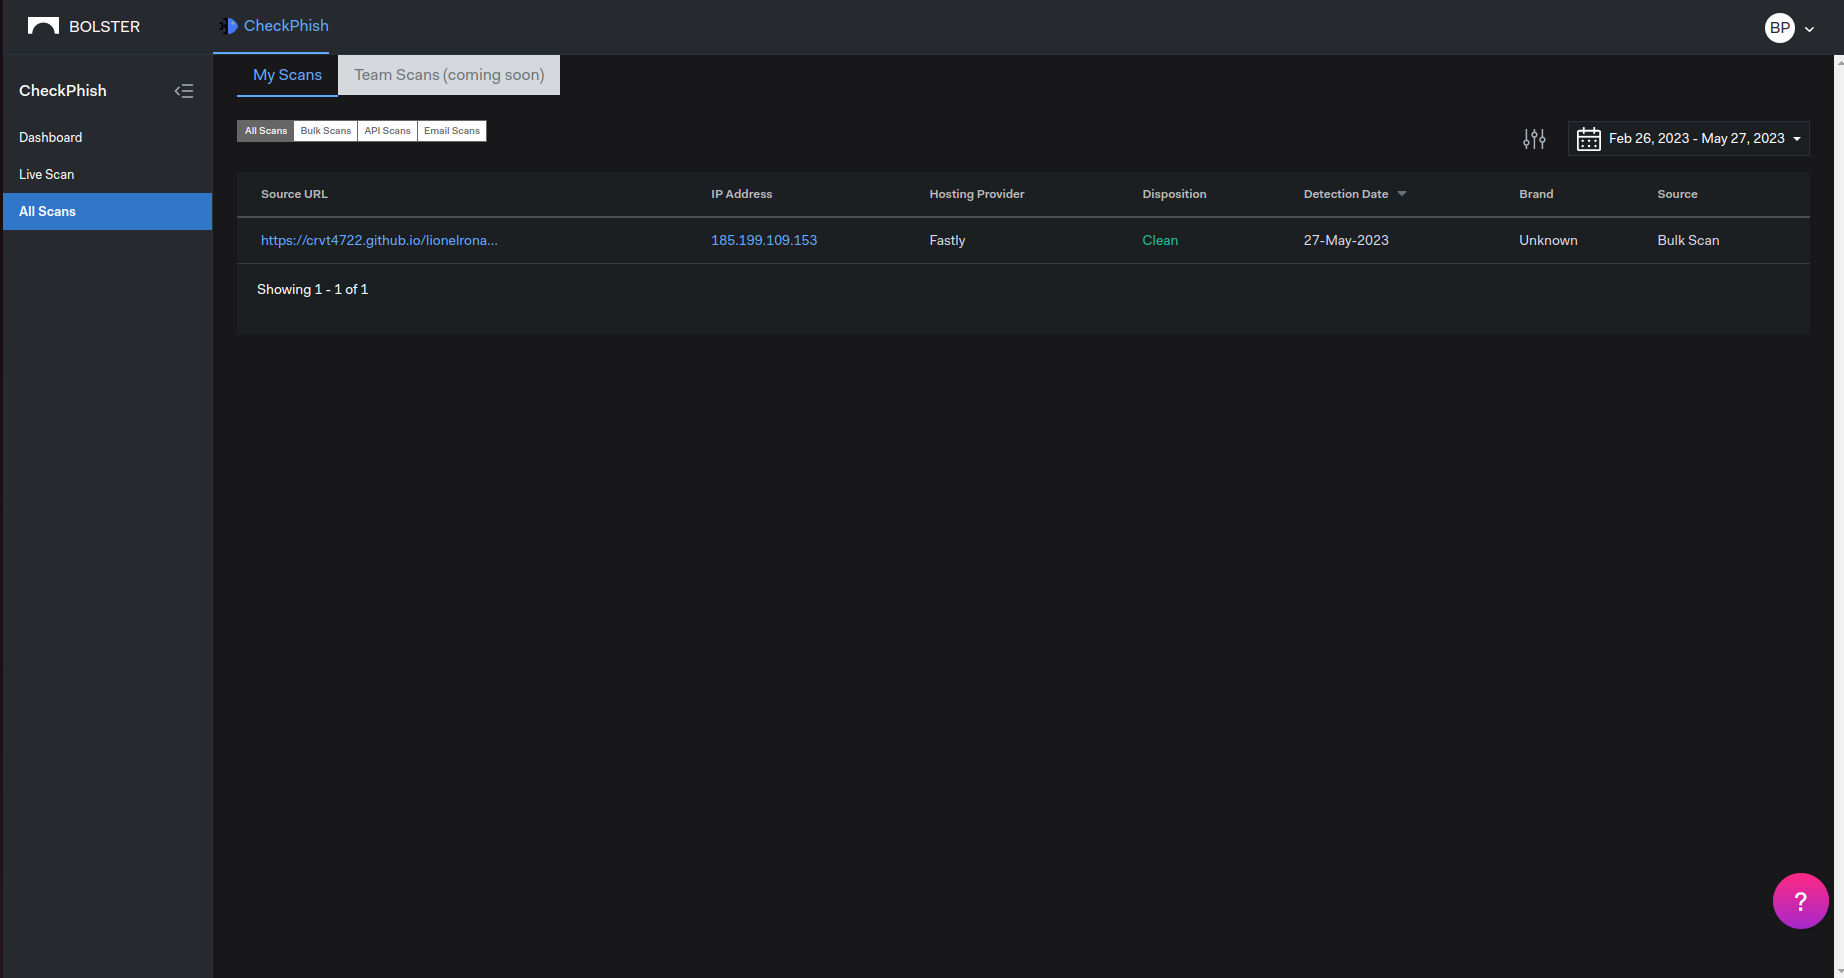 BOLSTER
CheckPhish
BP
CheckPhish
Dashboard
Live Scan
All Scans
My Scans
Team Scans (coming soon)
All Scans
Bulk Scans
API Scans
Email Scans
Feb 26, 2023 - May 27, 2023
Source URL
IP Address
Hosting Provider
Disposition
Detection Date
Brand
Source
https://crvt4722.github.io/lionelrona...
185.199.109.153
Fastly
Clean
27-May-2023
Unknown
Bulk Scan
Showing 1 - 1 of 1
?